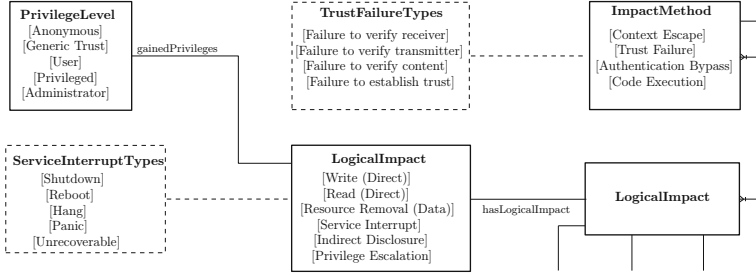 PrivilegeLevel
[Anonymous]
[Generic Trust]
[User]
[Privileged]
[Administrator]
gainedPrivileges
TrustFailureTypes
[Failure to verify receiver]
[Failure to verify transmitter]
[Failure to verify content]
[Failure to establish trust]
ImpactMethod
[Context Escape]
[Trust Failure]
[Authentication Bypass]
[Code Execution]
ServiceInterruptTypes
[Shutdown]
[Reboot]
[Hang]
[Panic]
[Unrecoverable]
LogicalImpact
[Write (Direct)]
[Read (Direct)]
[Resource Removal (Data)]
[Service Interrupt]
[Indirect Disclosure]
[Privilege Escalation]
hasLogicalImpact
LogicalImpact